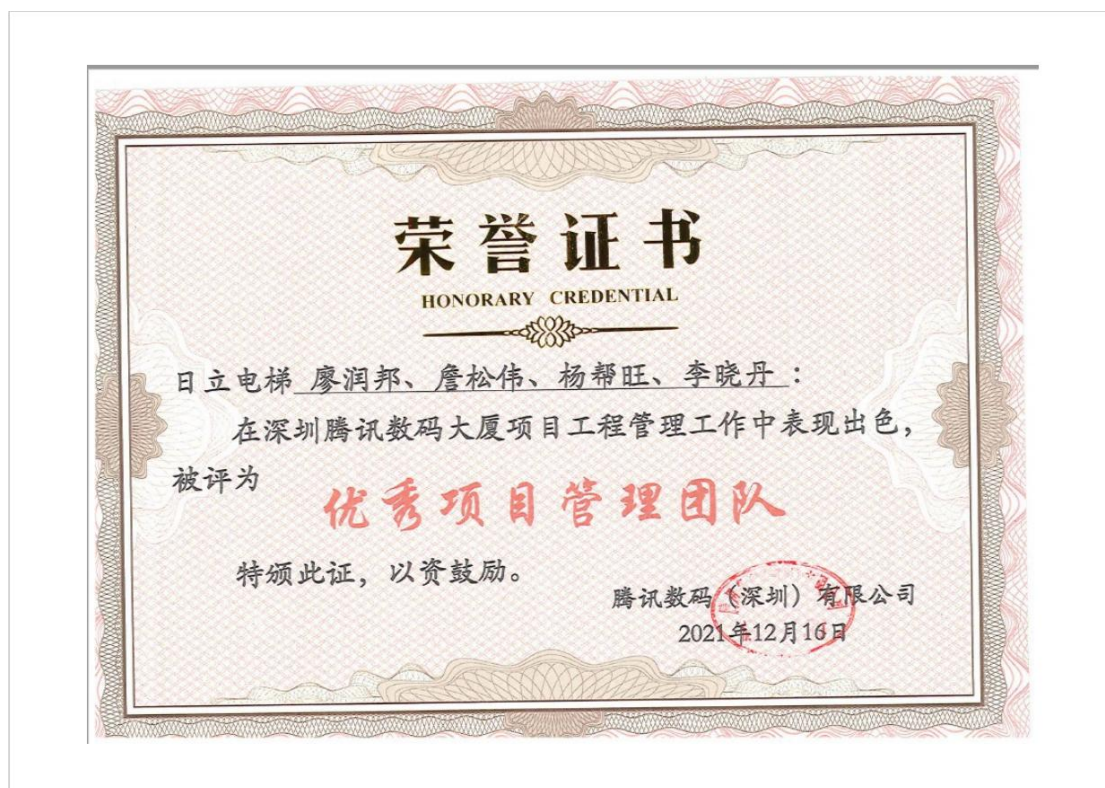 荣誉证书
HONORARY CREDENTIAL
日立电梯 廖润邦、詹松伟、杨帮旺、李晓丹：
在深圳腾讯数码大厦项目工程管理工作中表现出色，
被评为
优秀项目管理团队
特颁此证，以资鼓励。
腾讯数码（深圳）有限公司
2021年12月16日